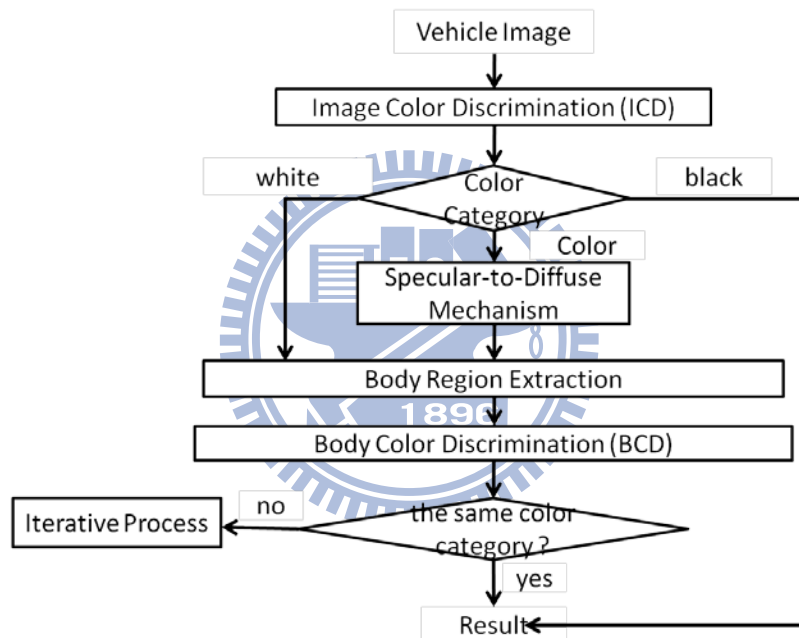 Vehicle Image
Image Color Discrimination (ICD)
white
Color
Category
black
Color
Specular-to-Diffuse
Mechanism
Body Region Extraction
1896
Body Color Discrimination (BCD)
no
the same color
category ?
Iterative Process
yes
Result